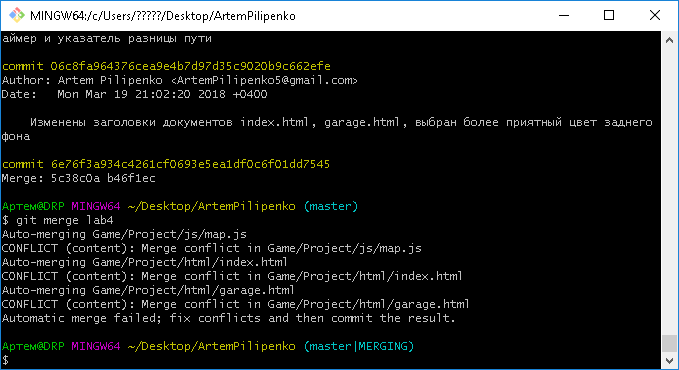 MINGW64:/c/Users/?????/Desktop/ArtemPilipenko
аймер и указатель разницы пути
commit 06c8fa964376cea9e4b7d97d35c9020b9c662efe
Author: Artem Pilipenko <ArtemPilipenko5@gmail.com>
Date:   Mon Mar 19 21:02:20 2018 +0400
Изменены заголовки документов index.html, garage.html, выбран более приятный цвет заднего
фона
commit 6e76f3a934c4261cf0693e5ea1df0c6f01dd7545
Merge: 5c38c0a b46f1ec
Артем@DRP MINGW64 ~/Desktop/ArtemPilipenko (master)
$ git merge lab4
Auto-merging Game/Project/js/map.js
CONFLICT (content): Merge conflict in Game/Project/js/map.js
Auto-merging Game/Project/html/index.html
CONFLICT (content): Merge conflict in Game/Project/html/index.html
Auto-merging Game/Project/html/garage.html
CONFLICT (content): Merge conflict in Game/Project/html/garage.html
Automatic merge failed; fix conflicts and then commit the result.
Артем@DRP MINGW64 ~/Desktop/ArtemPilipenko (master|MERGING)
$